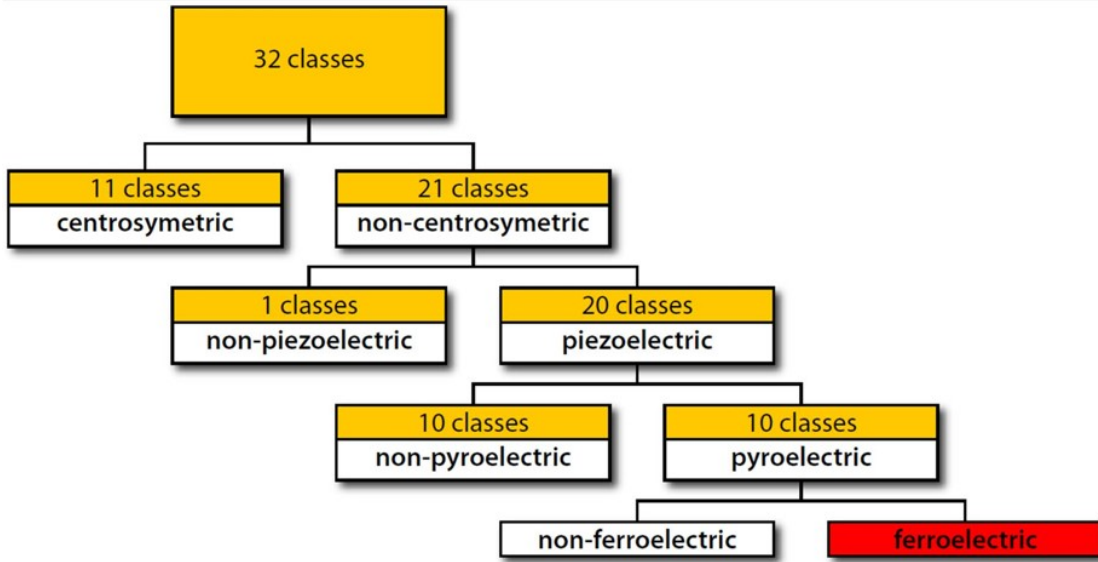 32 classes
11 classes
centrosymetric
21 classes
non-centrosymetric
1 classes
non-piezoelectric
20 classes
piezoelectric
10 classes
non-pyroelectric
10 classes
pyroelectric
non-ferroelectric
ferroelectric